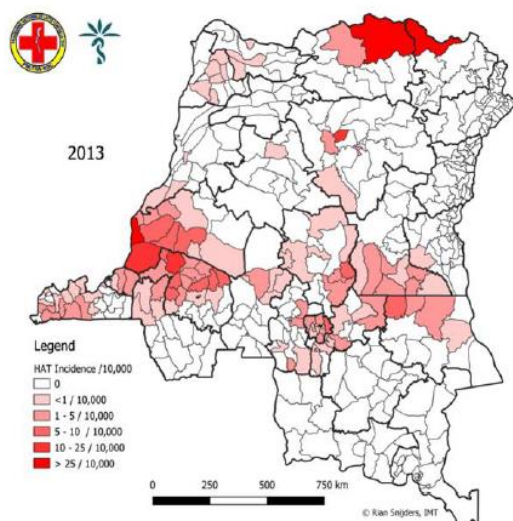 2013
Legend
HAT Incidence /10,000
0
<1 / 10,000
1 - 5 / 10,000
5 - 10 / 10,000
10 - 25 / 10,000
> 25 / 10,000
0 250 500 750 km
© Rian Snijders, IMT